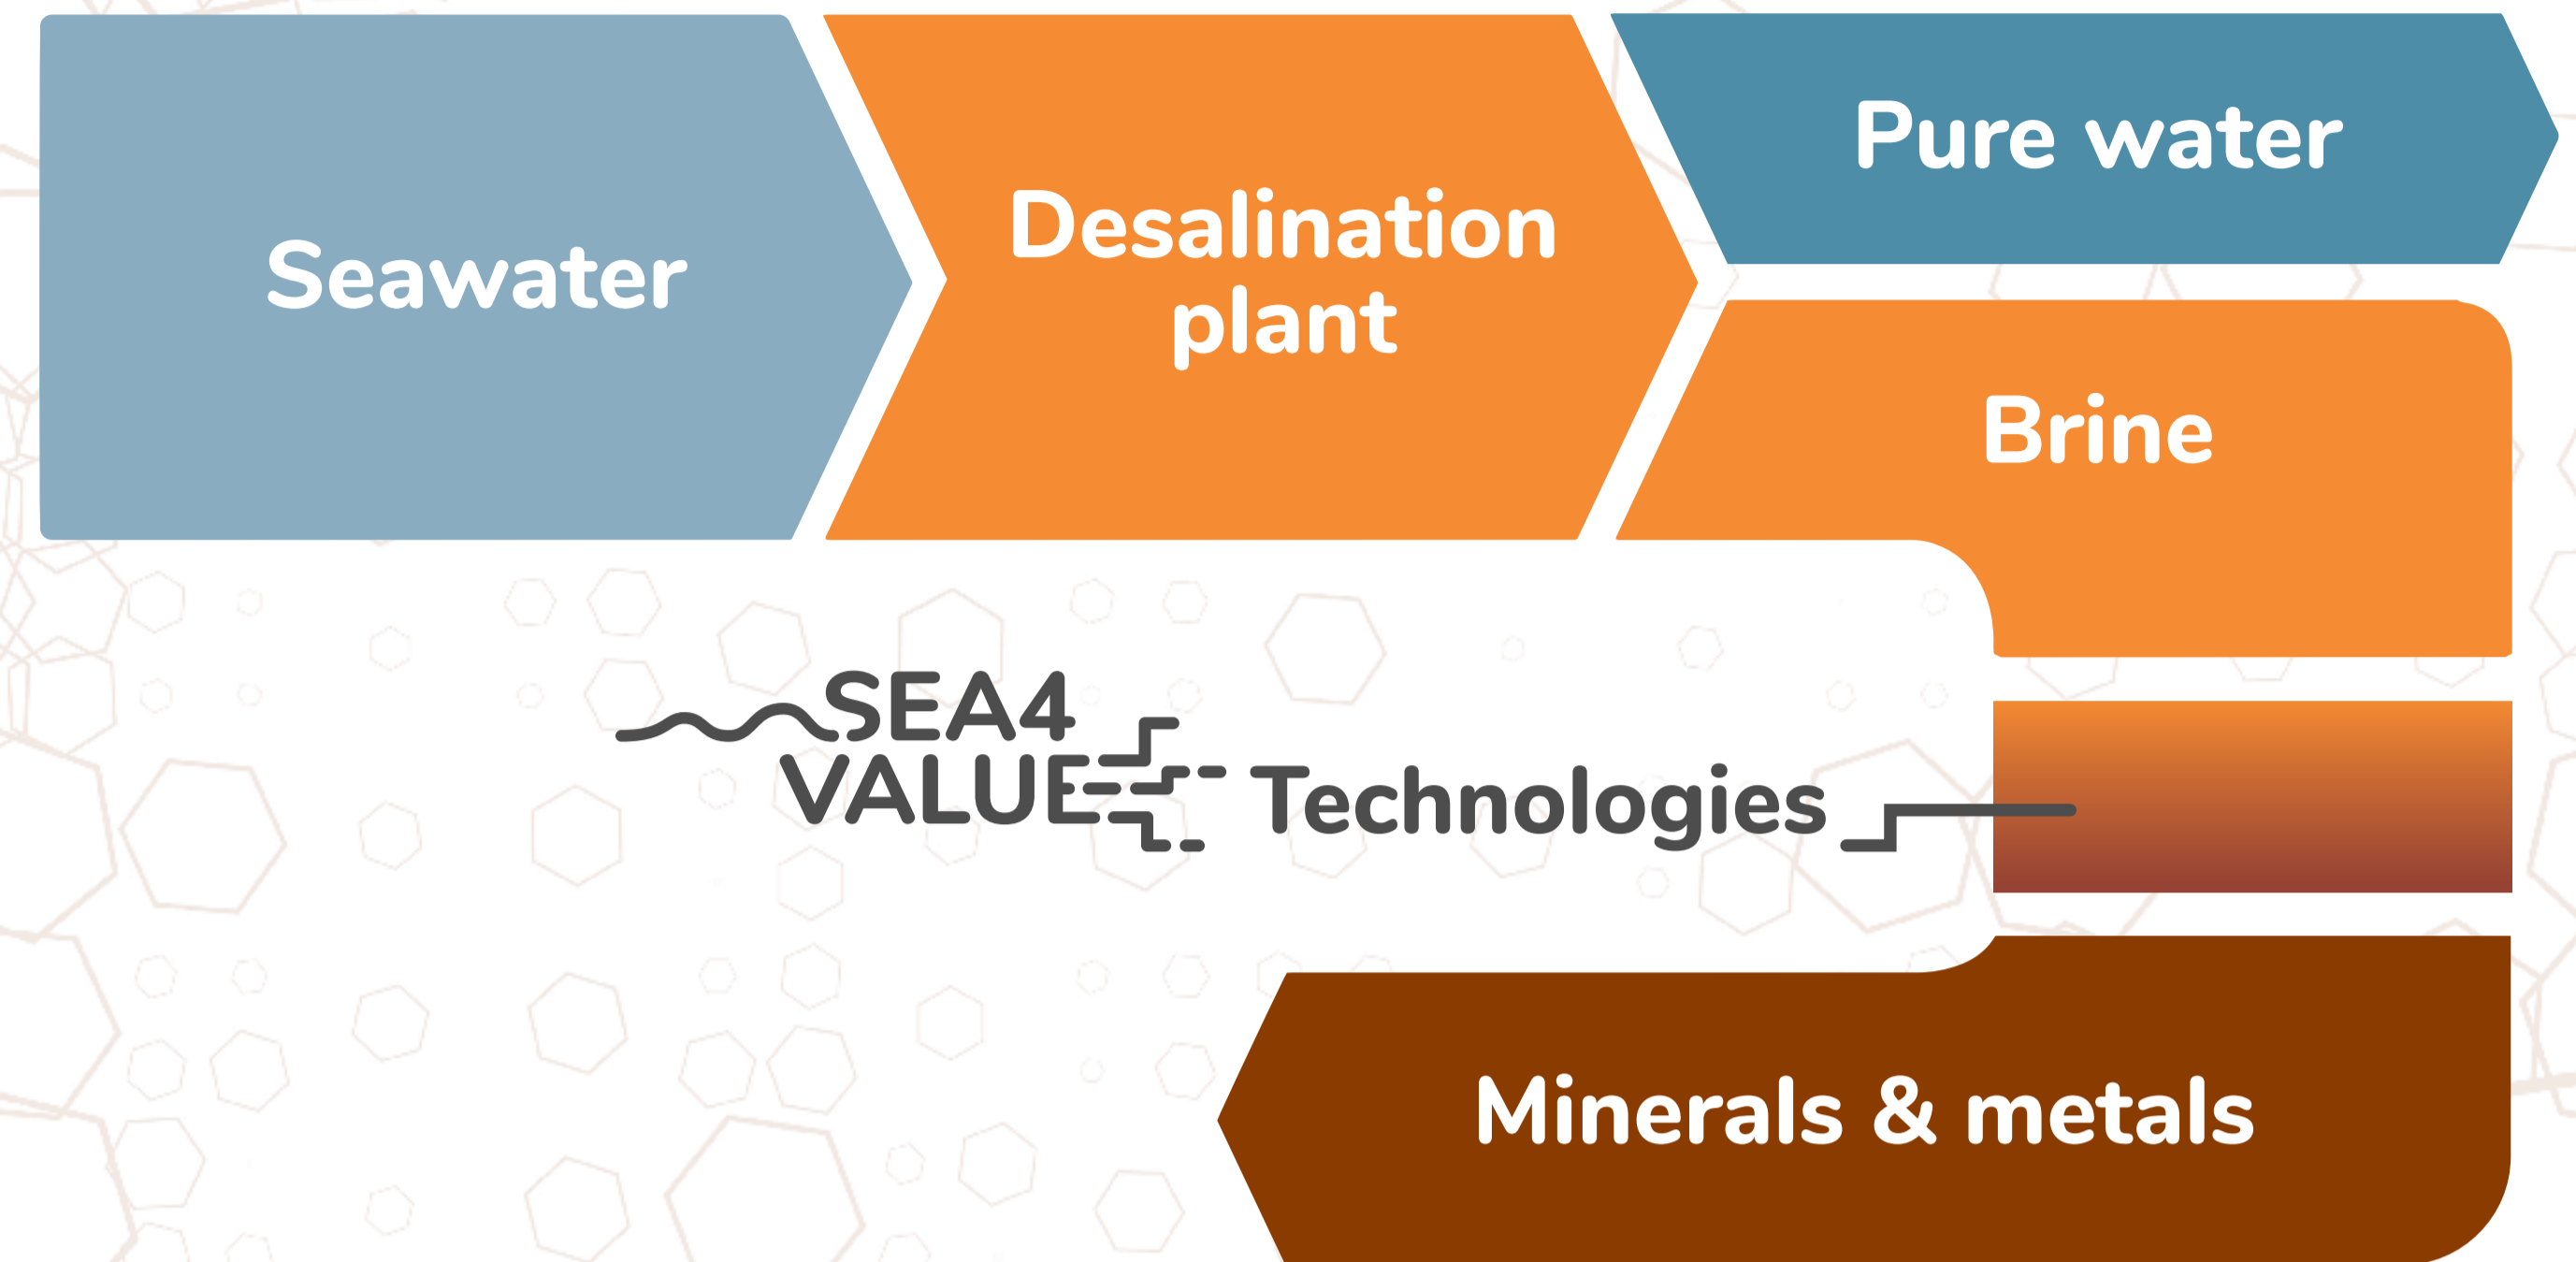 Seawater
Desalination
plant
Pure water
Brine
SEA4
VALUE
Technologies
Minerals & metals